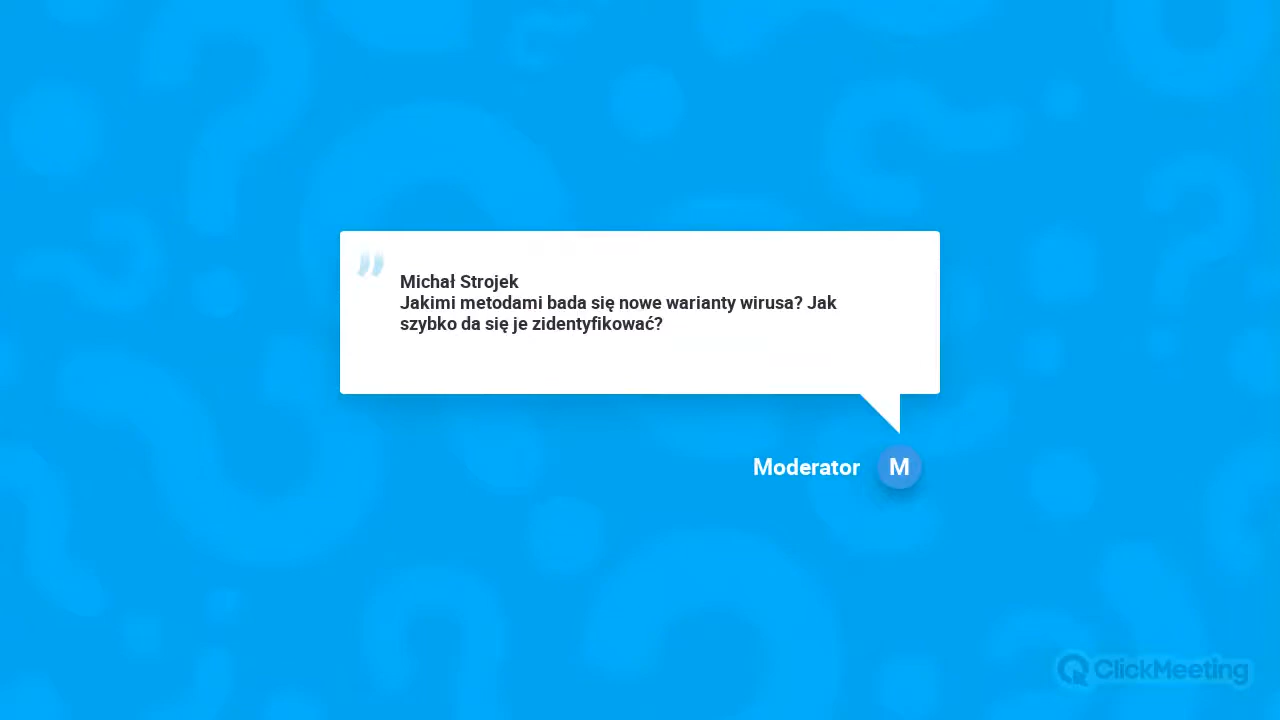 Michał Strojek
Jakimi metodami bada się nowe warianty wirusa? Jak
szybko da się je zidentyfikować?
Moderator M
ClickMeeting